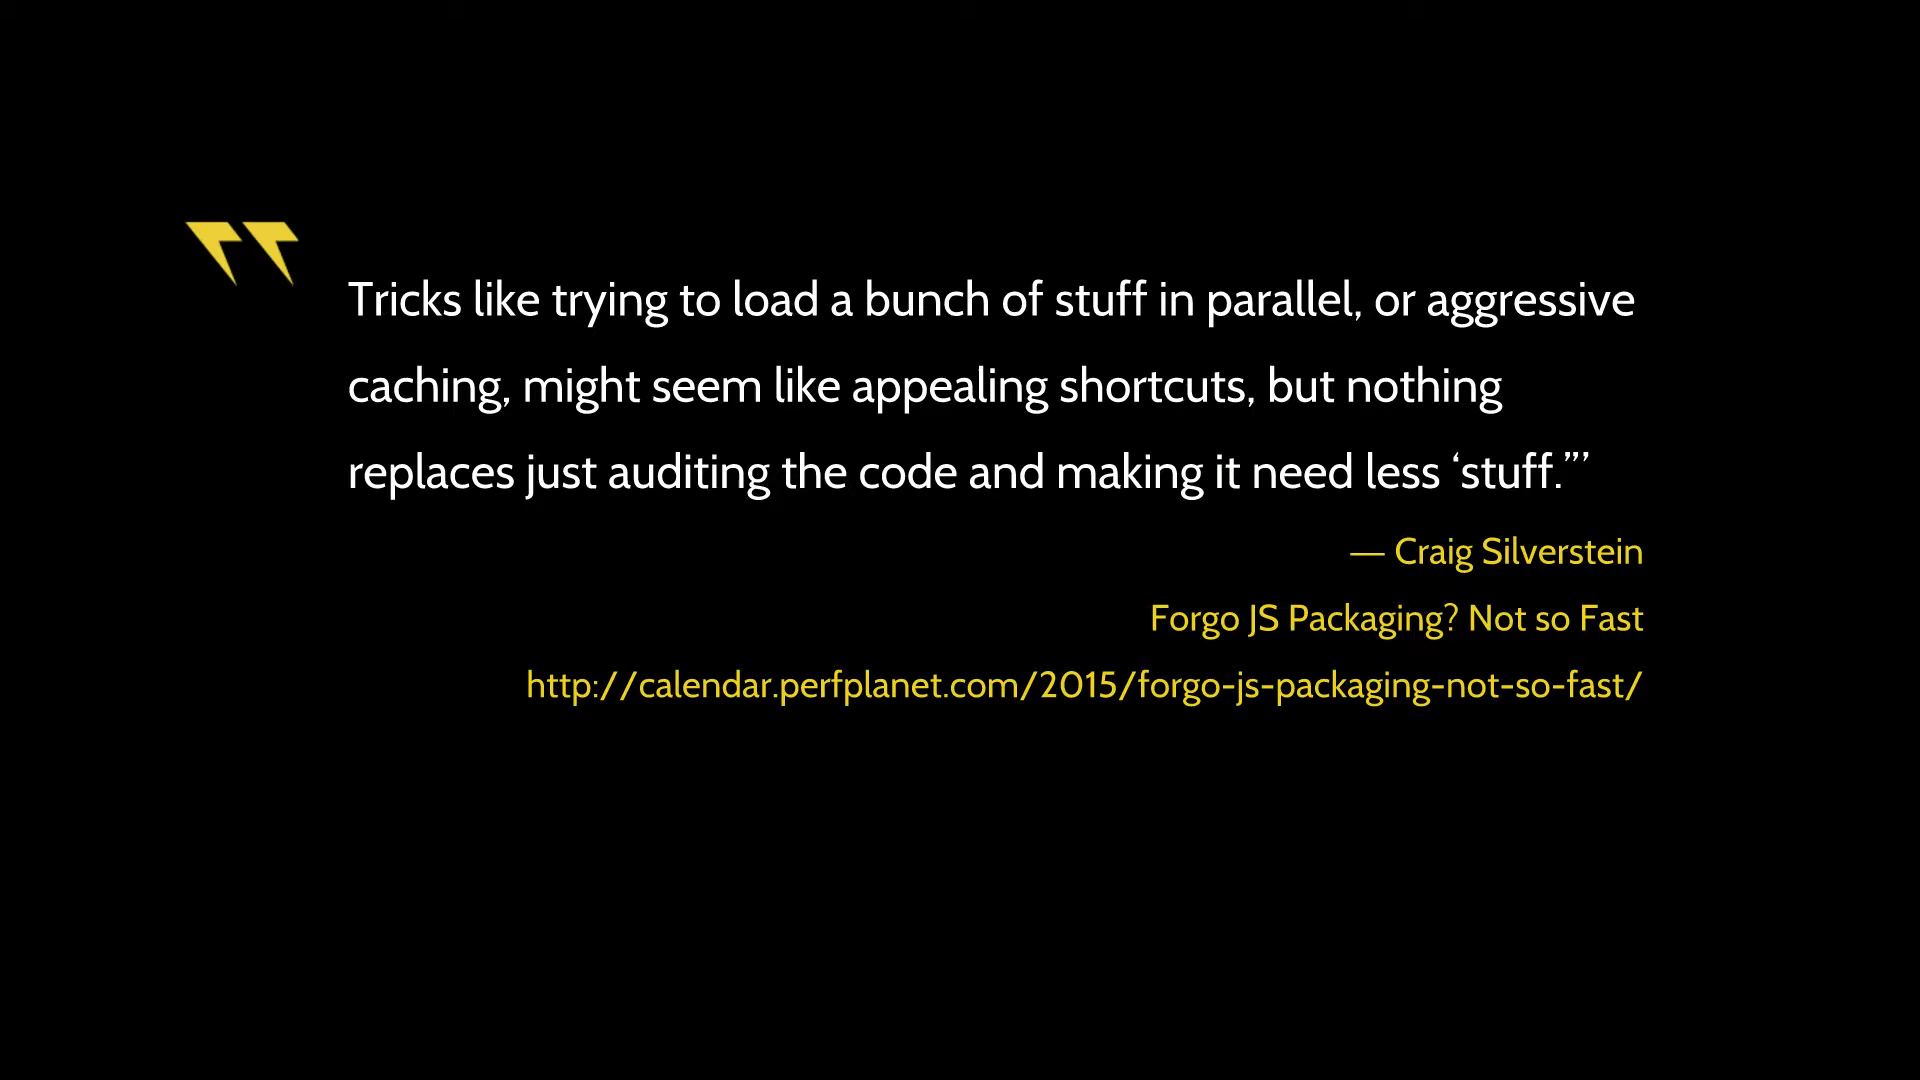 Tricks like trying to load a bunch of stuff in parallel, or aggressive
caching, might seem like appealing shortcuts, but nothing
replaces just auditing the code and making it need less ‘stuff.”’
— Craig Silverstein
Forgo JS Packaging? Not so Fast
http://calendar.perfplanet.com/2015/forgo-js-packaging-not-so-fast/